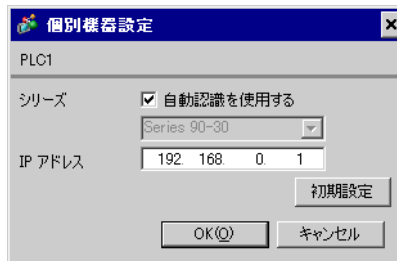 個別機器設定
PLC1
シリーズ 自動認識を使用する
Series 90-30
IP アドレス 192. 168. 0. 1
初期設定
OK(O) キャンセル